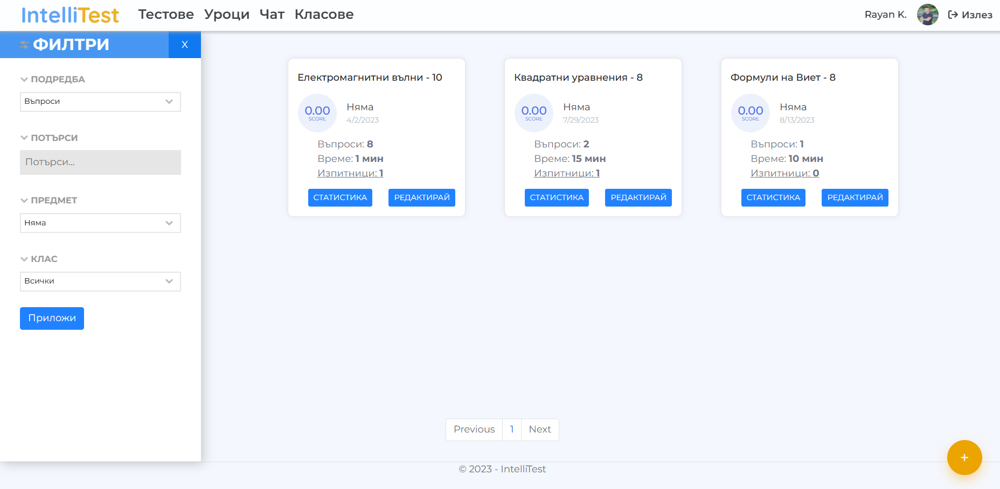 IntelliTest Тестове Уроци Чат Класове Rayan K. Излез
ФИЛТРИ X
ПОДРЕДБА
Въпроси
ПОТЪРСИ
Потърси...
ПРЕДМЕТ
Няма
КЛАС
Всички
Приложи
Електромагнитни вълни - 10
0.00
SCORE
Няма
4/2/2023
Въпроси: 8
Време: 1 мин
Изпитници: 1
СТАТИСТИКА РЕДАКТИРАЙ
Квадратни уравнения - 8
0.00
SCORE
Няма
7/29/2023
Въпроси: 2
Време: 15 мин
Изпитници: 1
СТАТИСТИКА РЕДАКТИРАЙ
Формули на Виет - 8
0.00
SCORE
Няма
8/13/2023
Въпроси: 1
Време: 10 мин
Изпитници: 0
СТАТИСТИКА РЕДАКТИРАЙ
Previous 1 Next
+
© 2023 - IntelliTest